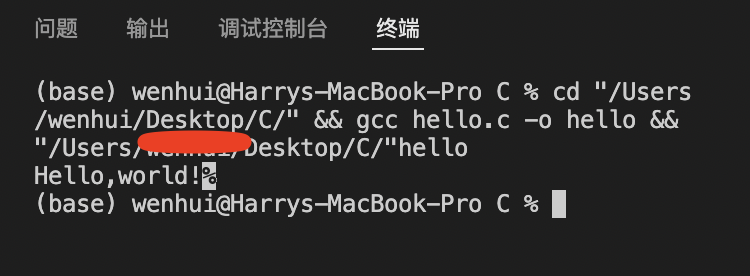 问题 输出 调试控制台 终端
(base) wenhui@Harrys-MacBook-Pro C % cd "/Users
/wenhui/Desktop/C/" && gcc hello.c -o hello &&
"/Users/wenhui/Desktop/C/"hello
Hello,world!%
(base) wenhui@Harrys-MacBook-Pro C %